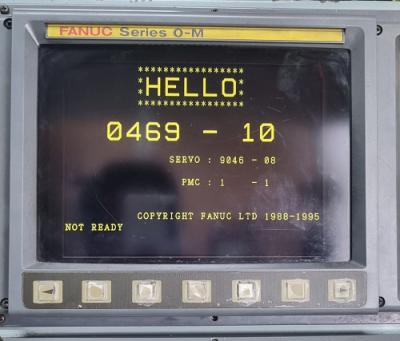 FANUC Series 0-M
*****************
*HELLO*
*****************
0469 - 10
SERVO : 9046 - 08
PMC : 1 - 1
COPYRIGHT FANUC LTD 1988-1995
NOT READY